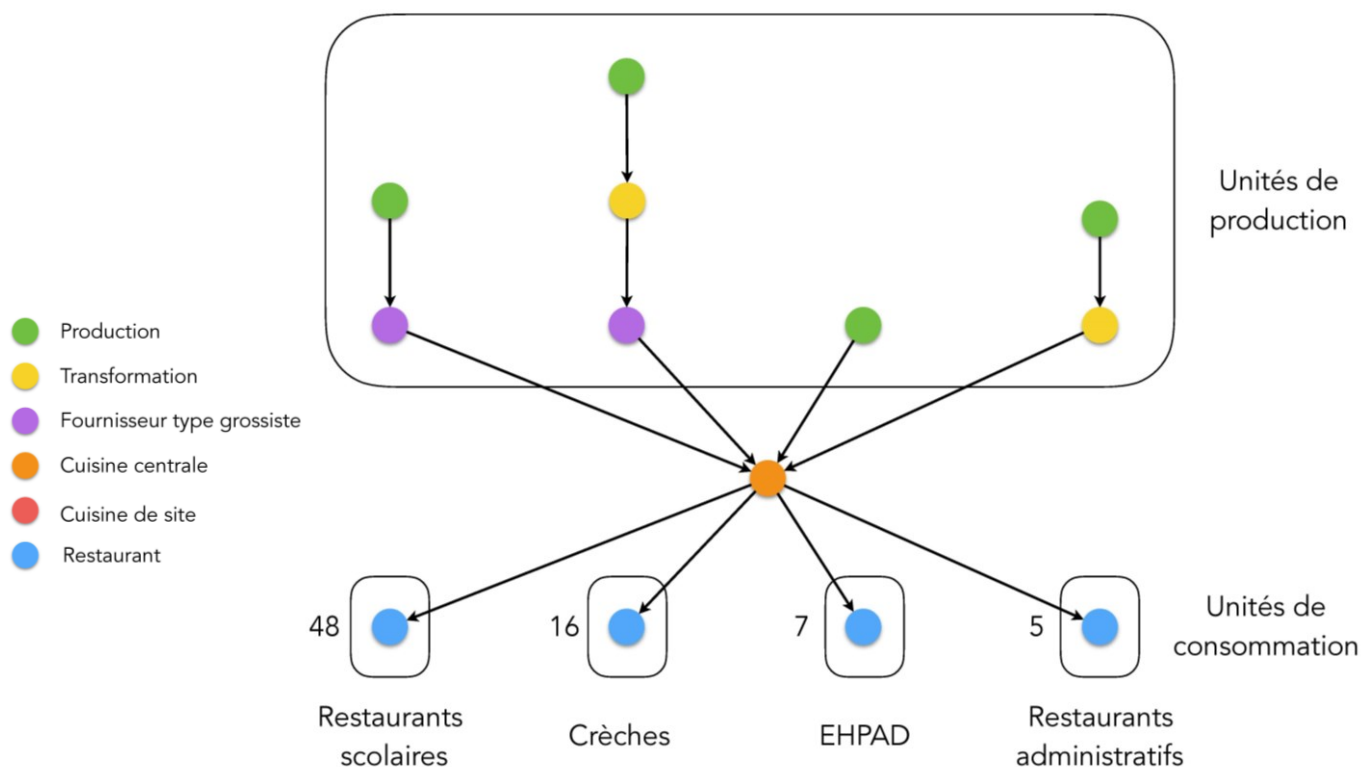 Unités de
production
Production
Transformation
Fournisseur type grossiste
Cuisine centrale
Cuisine de site
Restaurant
48
16
7
5
Unités de
consommation
Restaurants
scolaires
Crèches
EHPAD
Restaurants
administratifs